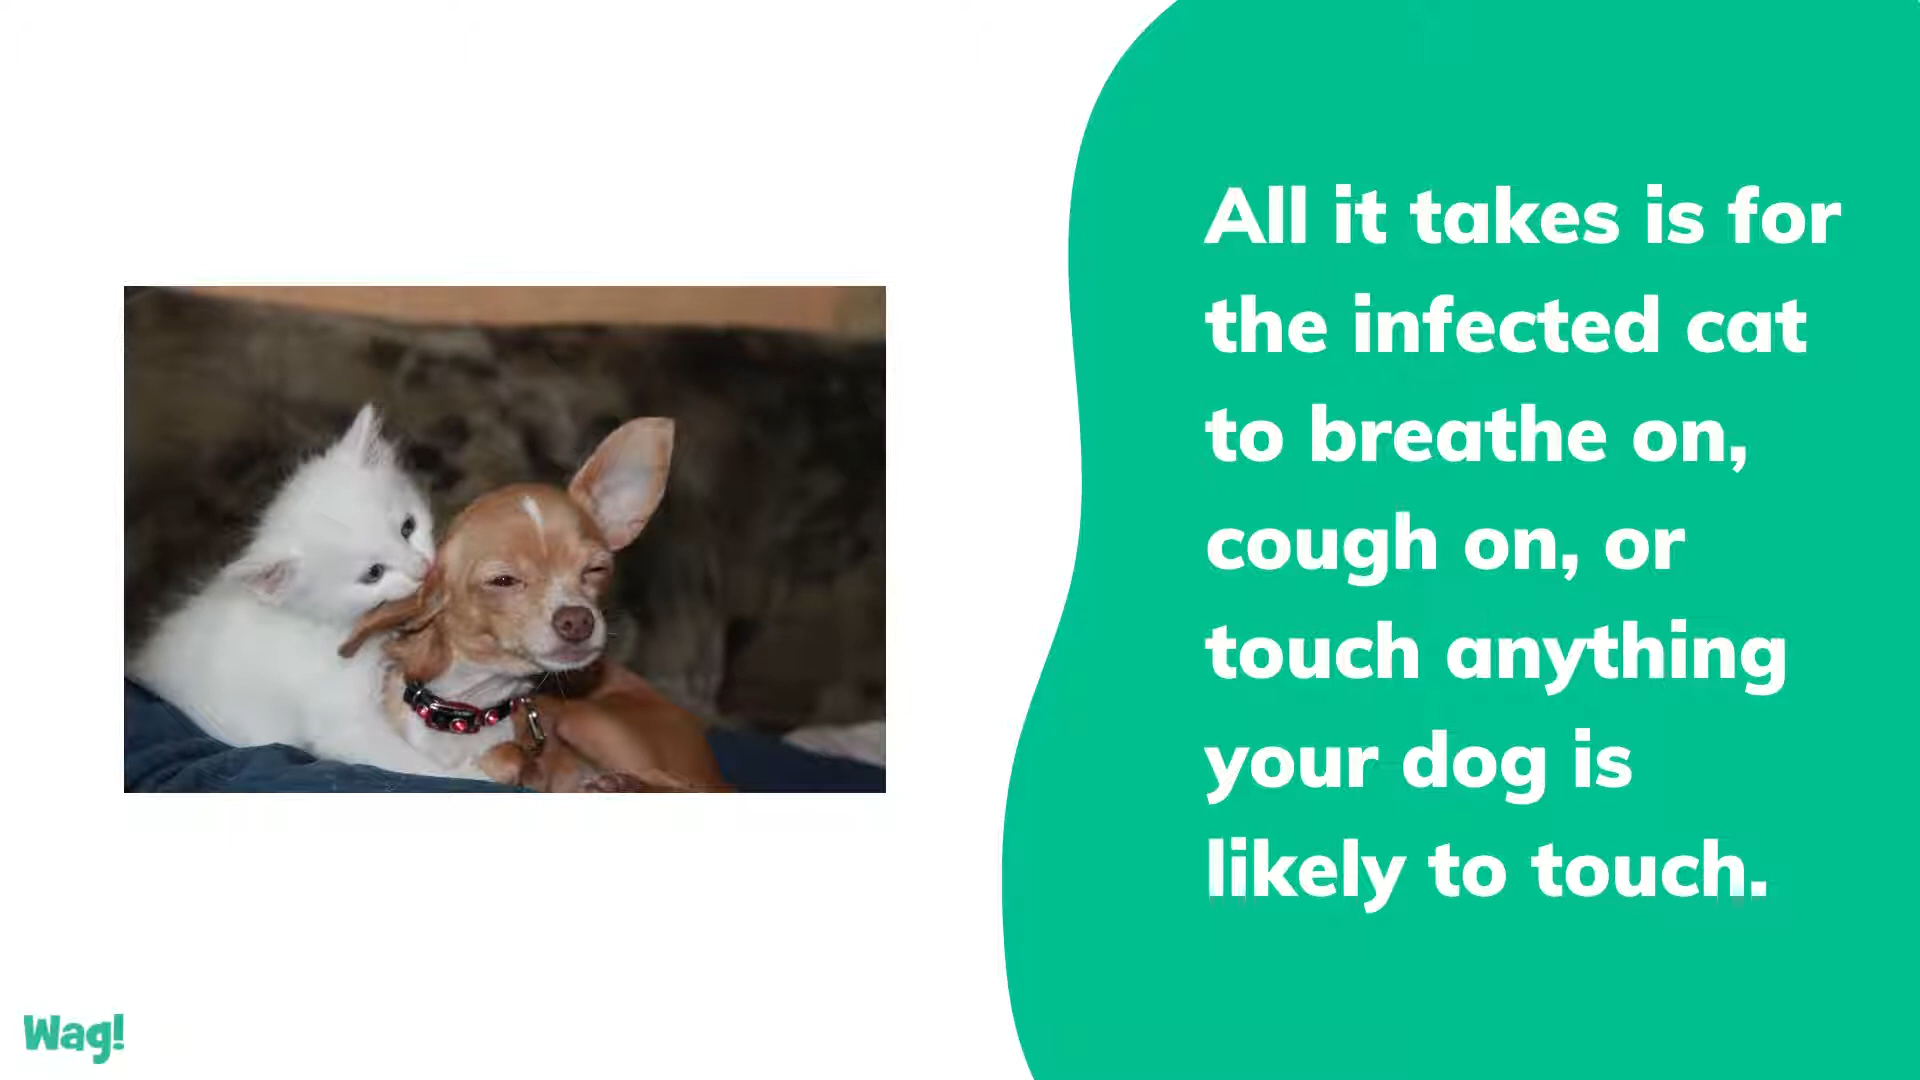 All it takes is for
the infected cat
to breathe on,
cough on, or
touch anything
your dog is
likely to touch.
Wag!